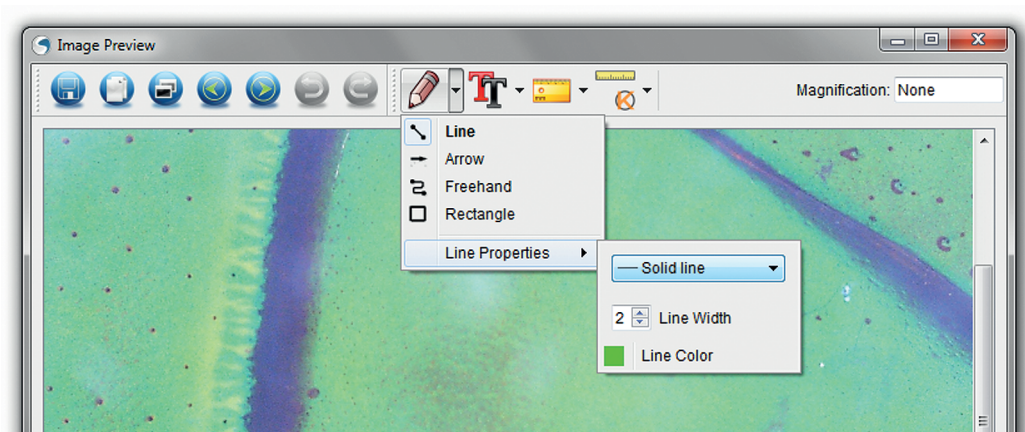 Image Preview
Magnification: None
Line
Arrow
Freehand
Rectangle
Line Properties
Solid line
2 Line Width
Line Color